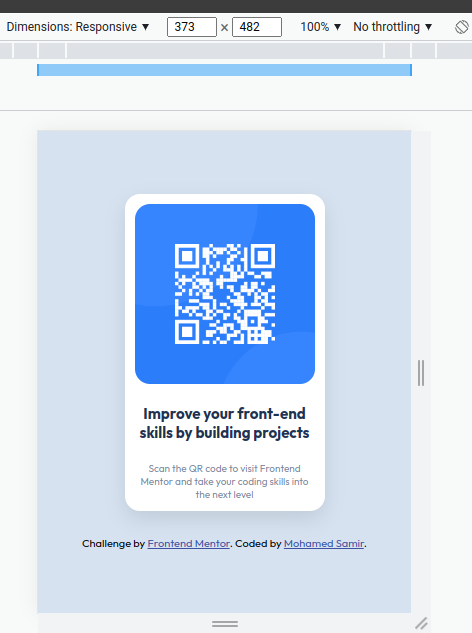 Dimensions: Responsive ▼ 373 × 482 100% ▼ No throttling ▼
Improve your front-end
skills by building projects
Scan the QR code to visit Frontend
Mentor and take your coding skills into
the next level
Challenge by Frontend Mentor. Coded by Mohamed Samir.